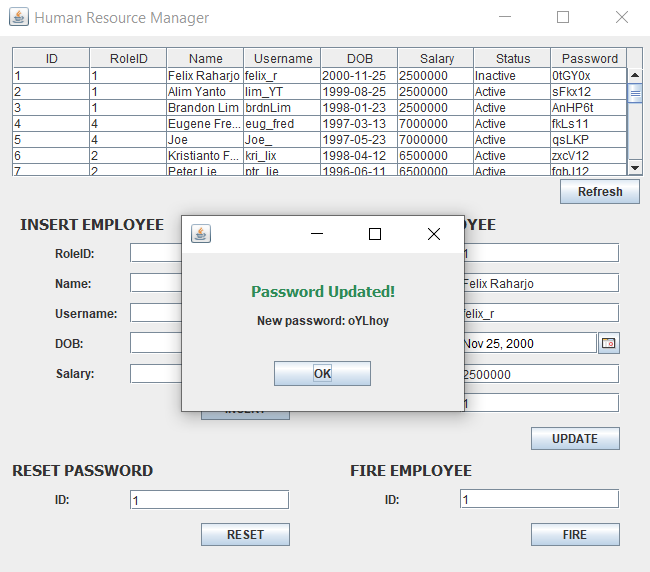 Human Resource Manager
ID RoleID Name Username DOB Salary Status Password
1 1 Felix Raharjo felix_r 2000-11-25 2500000 Inactive 0tGY0x
2 1 Alim Yanto lim_YT 1999-08-25 2500000 Active sFkx12
3 1 Brandon Lim brdnLim 1998-01-23 2500000 Active AnHP6t
4 4 Eugene Fre... eug_fred 1997-03-13 7000000 Active fkLs11
5 4 Joe Joe_ 1997-05-23 7000000 Active qsLKP
6 2 Kristianto F... kri_lix 1998-04-12 6500000 Active zxcV12
7 2 Peter Lie ptr_lie 1996-06-11 6500000 Active fghJ12
Refresh
INSERT EMPLOYEE
RoleID: 1
Name: Felix Raharjo
Username: felix_r
DOB: Nov 25, 2000
Salary: 2500000
1
INSERT
UPDATE
Password Updated!
New password: oYLhoy
OK
RESET PASSWORD FIRE EMPLOYEE
ID: 1 ID: 1
RESET FIRE